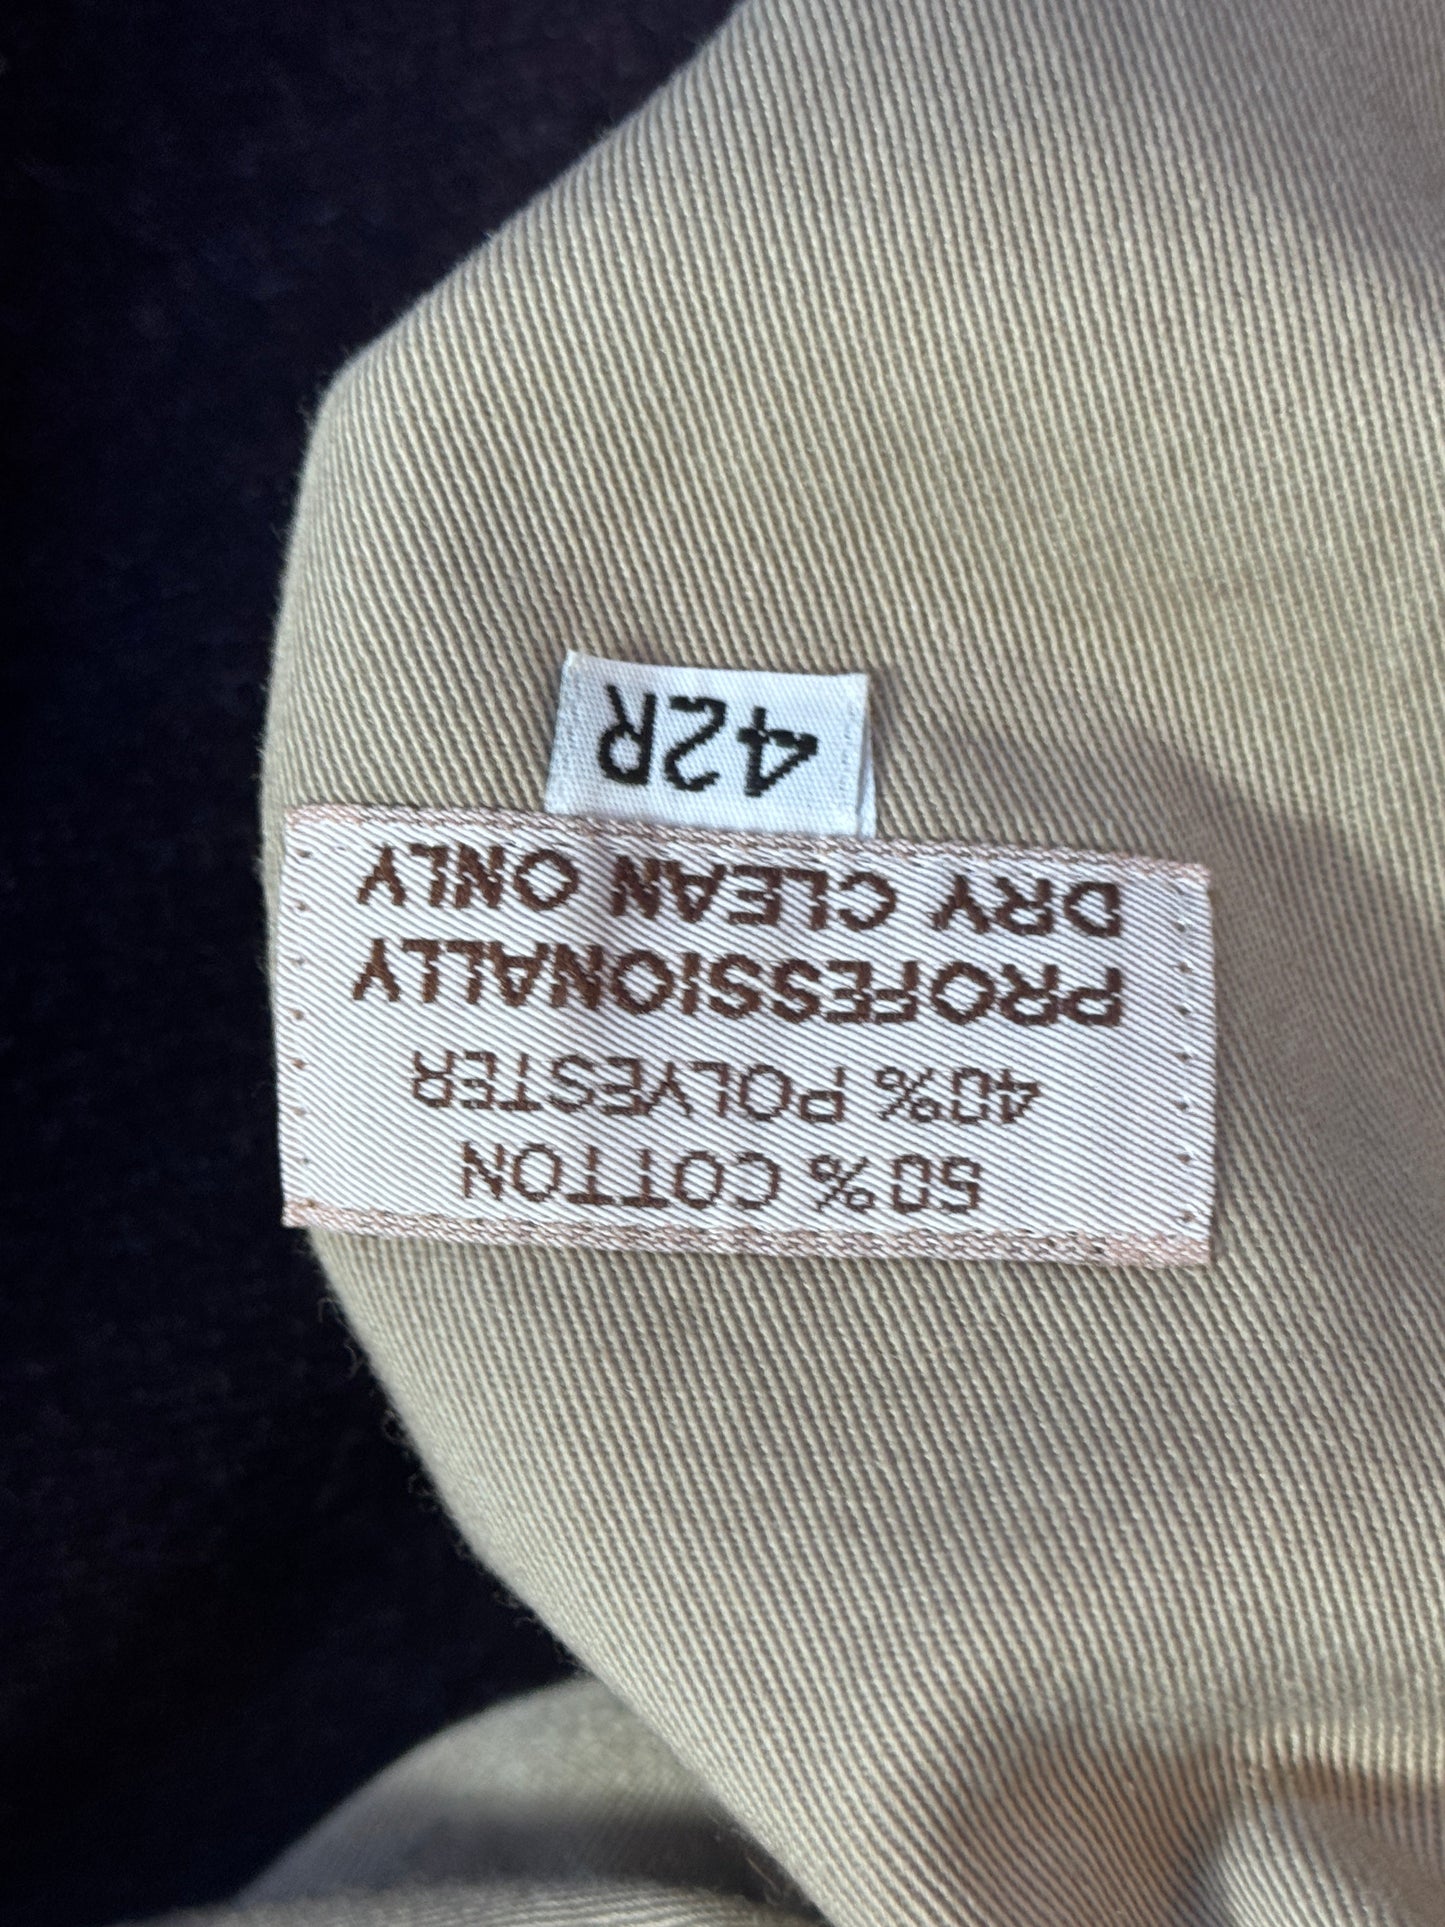 50% COTTON
40% POLYESTER
PROFESSIONALLY
DRY CLEAN ONLY
42R